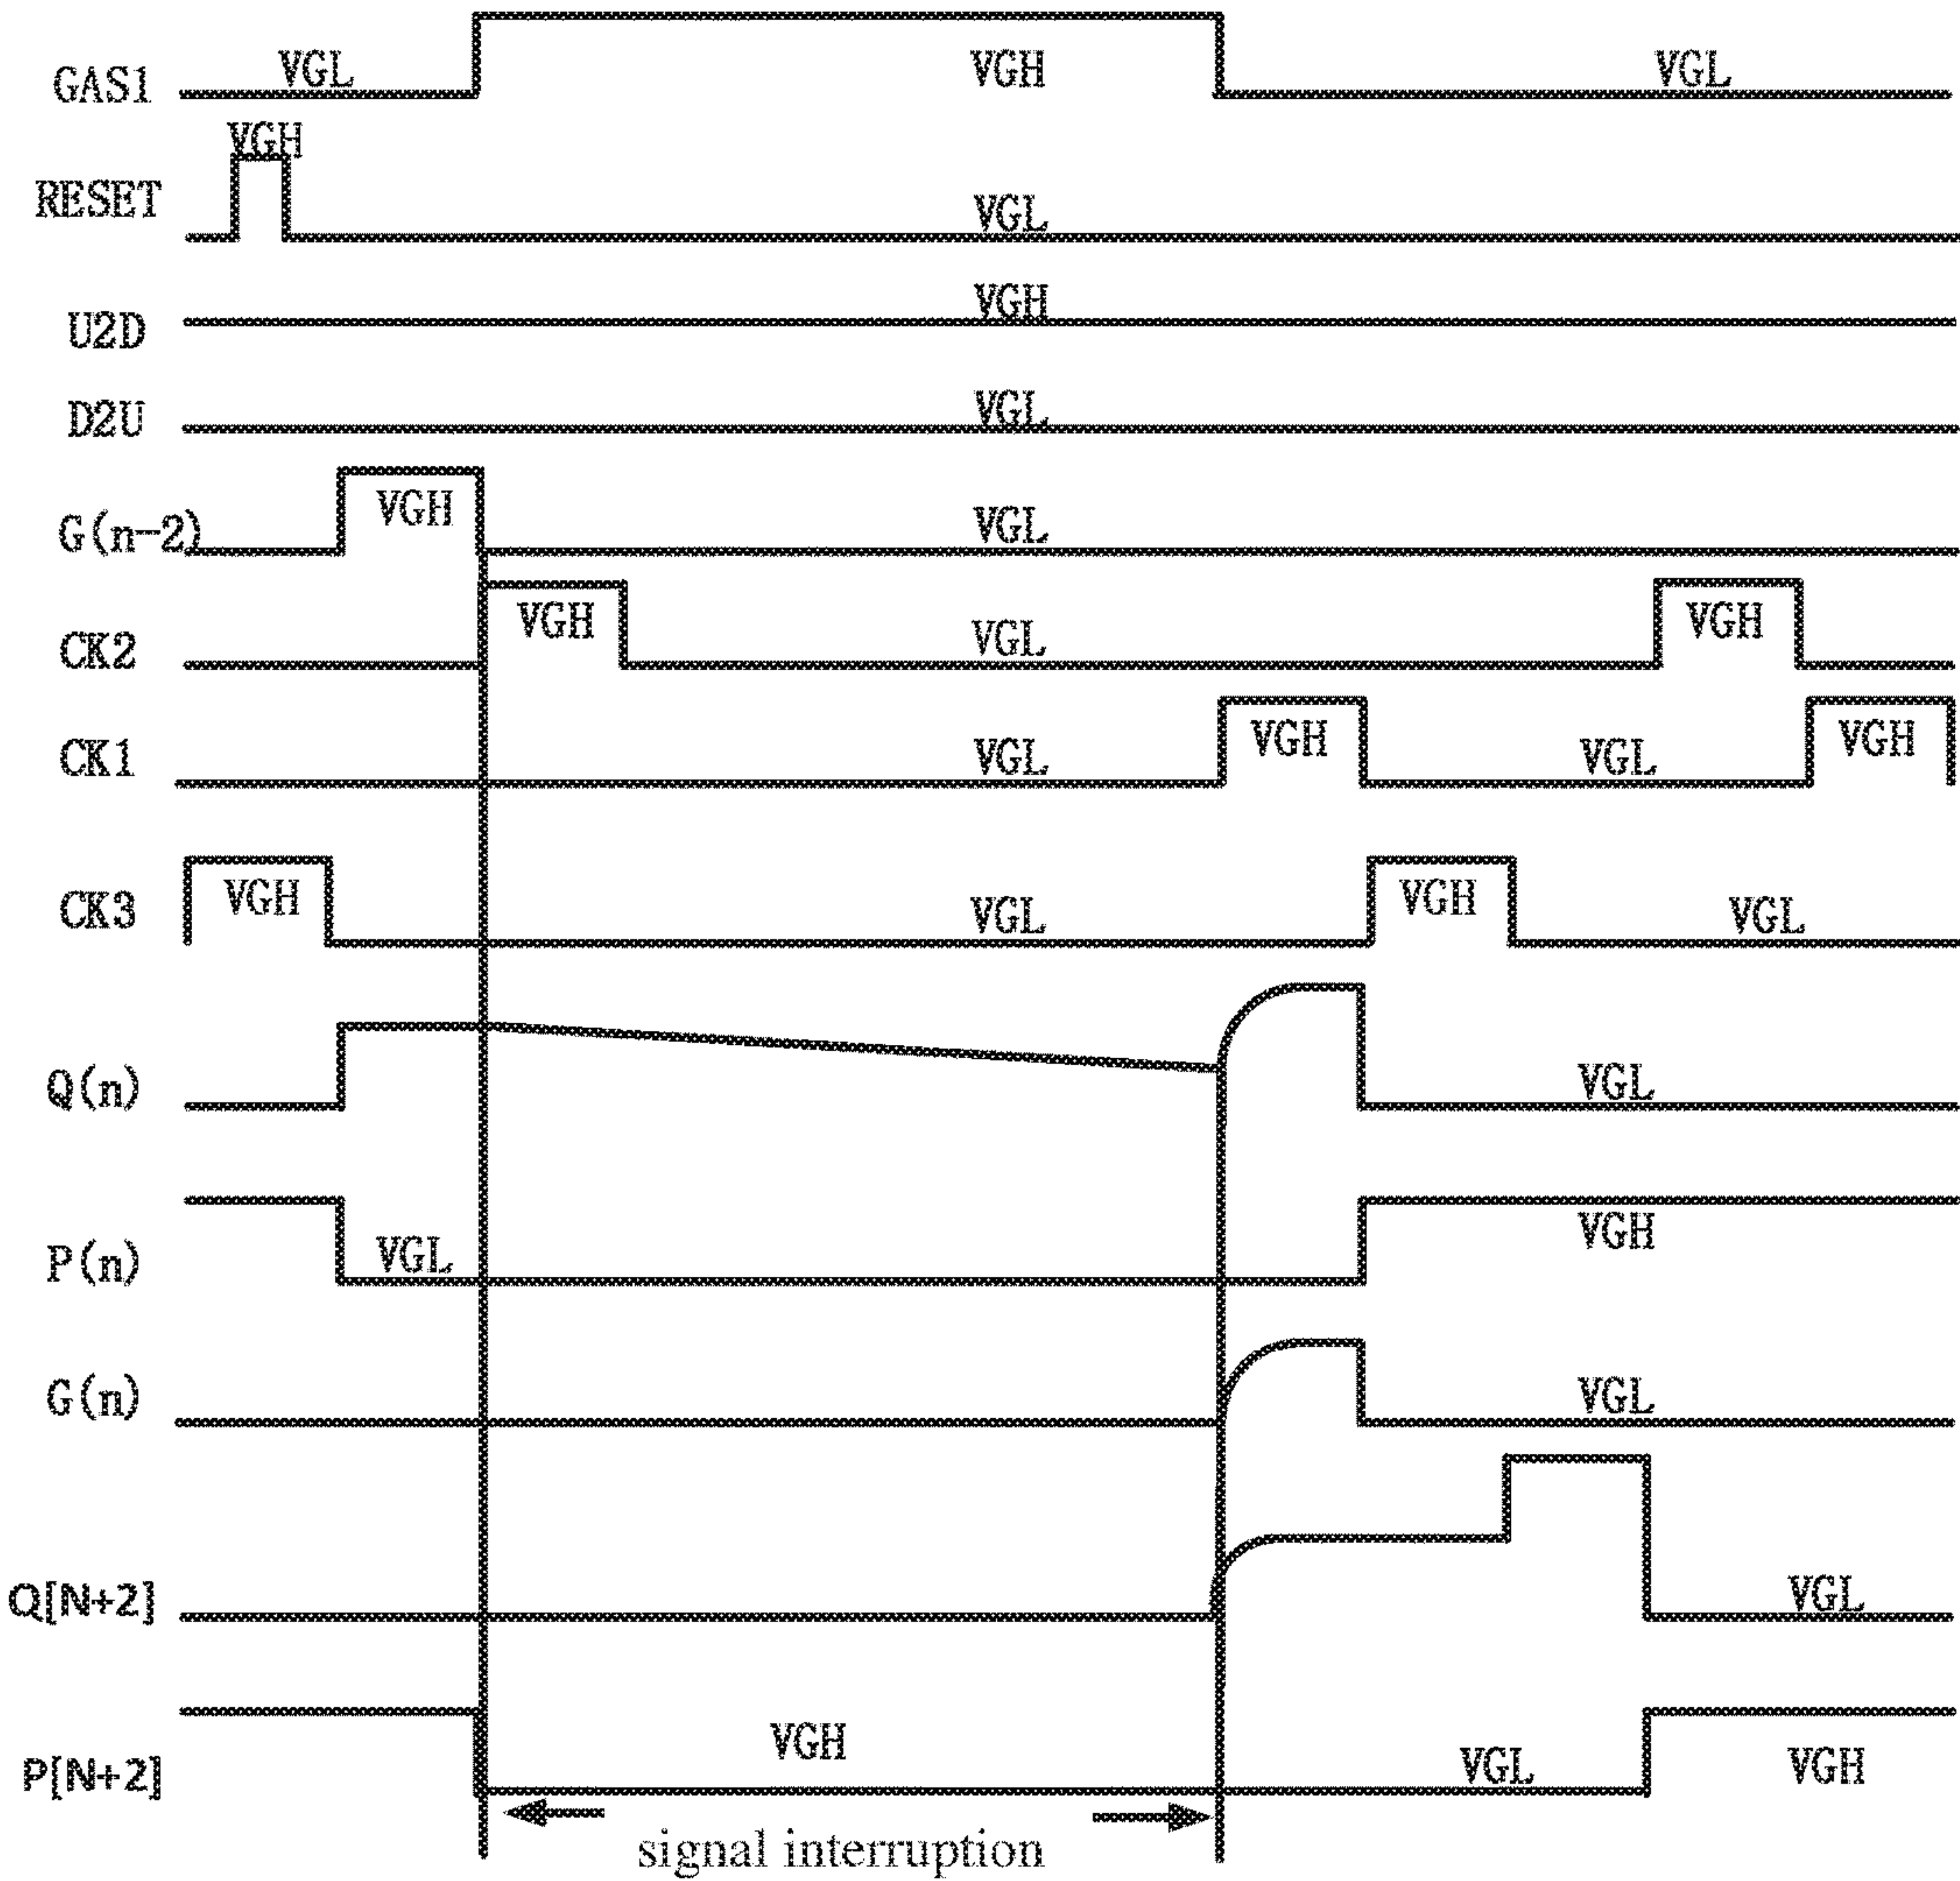 GAS1 VGL VGH VGL
VGH
RESET VGL
U2D VGH
D2U VGL
G(n-2) VGH VGL
CK2 VGH VGL VGH
CK1 VGL VGH VGL VGH
CK3 VGH VGL VGH VGL
Q(n) VGL
P(n) VGL VGH
G(n) VGL
Q[N+2] VGL
P[N+2] VGH VGL VGH
signal interruption